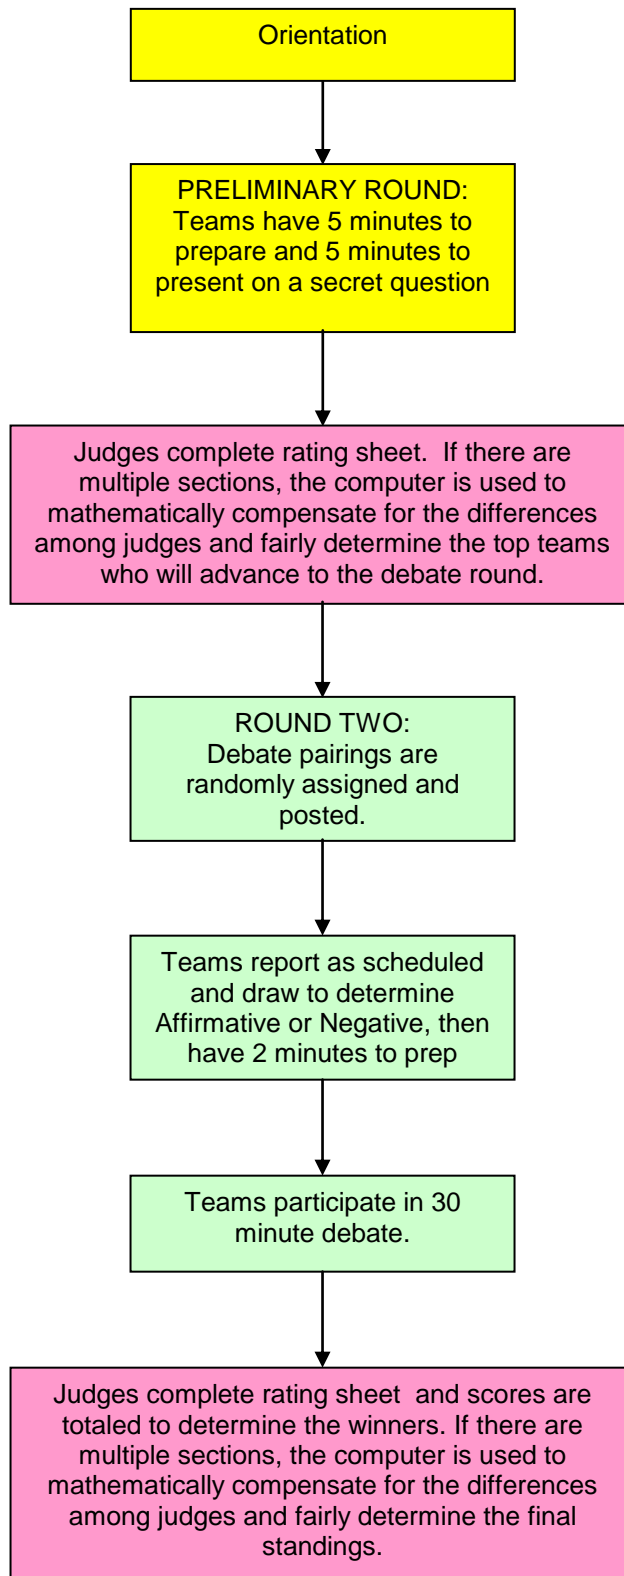 Orientation
PRELIMINARY ROUND:
Teams have 5 minutes to
prepare and 5 minutes to
present on a secret question
Judges complete rating sheet.  If there are
multiple sections, the computer is used to
mathematically compensate for the differences
among judges and fairly determine the top teams
who will advance to the debate round.
ROUND TWO:
Debate pairings are
randomly assigned and
posted.
Teams report as scheduled
and draw to determine
Affirmative or Negative, then
have 2 minutes to prep
Teams participate in 30
minute debate.
Judges complete rating sheet  and scores are
totaled to determine the winners. If there are
multiple sections, the computer is used to
mathematically compensate for the differences
among judges and fairly determine the final
standings.